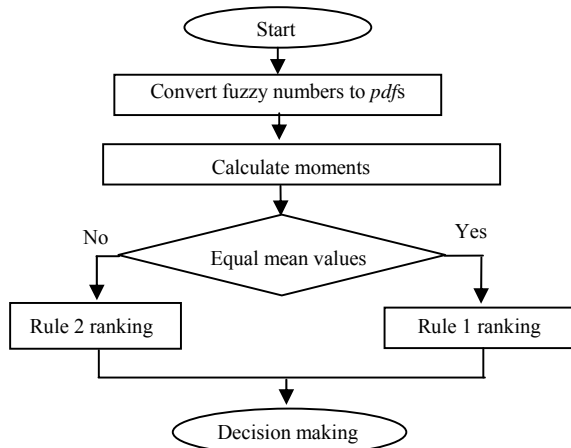 Start
Convert fuzzy numbers to pdfs
Calculate moments
No
Yes
Equal mean values
Rule 2 ranking
Rule 1 ranking
Decision making